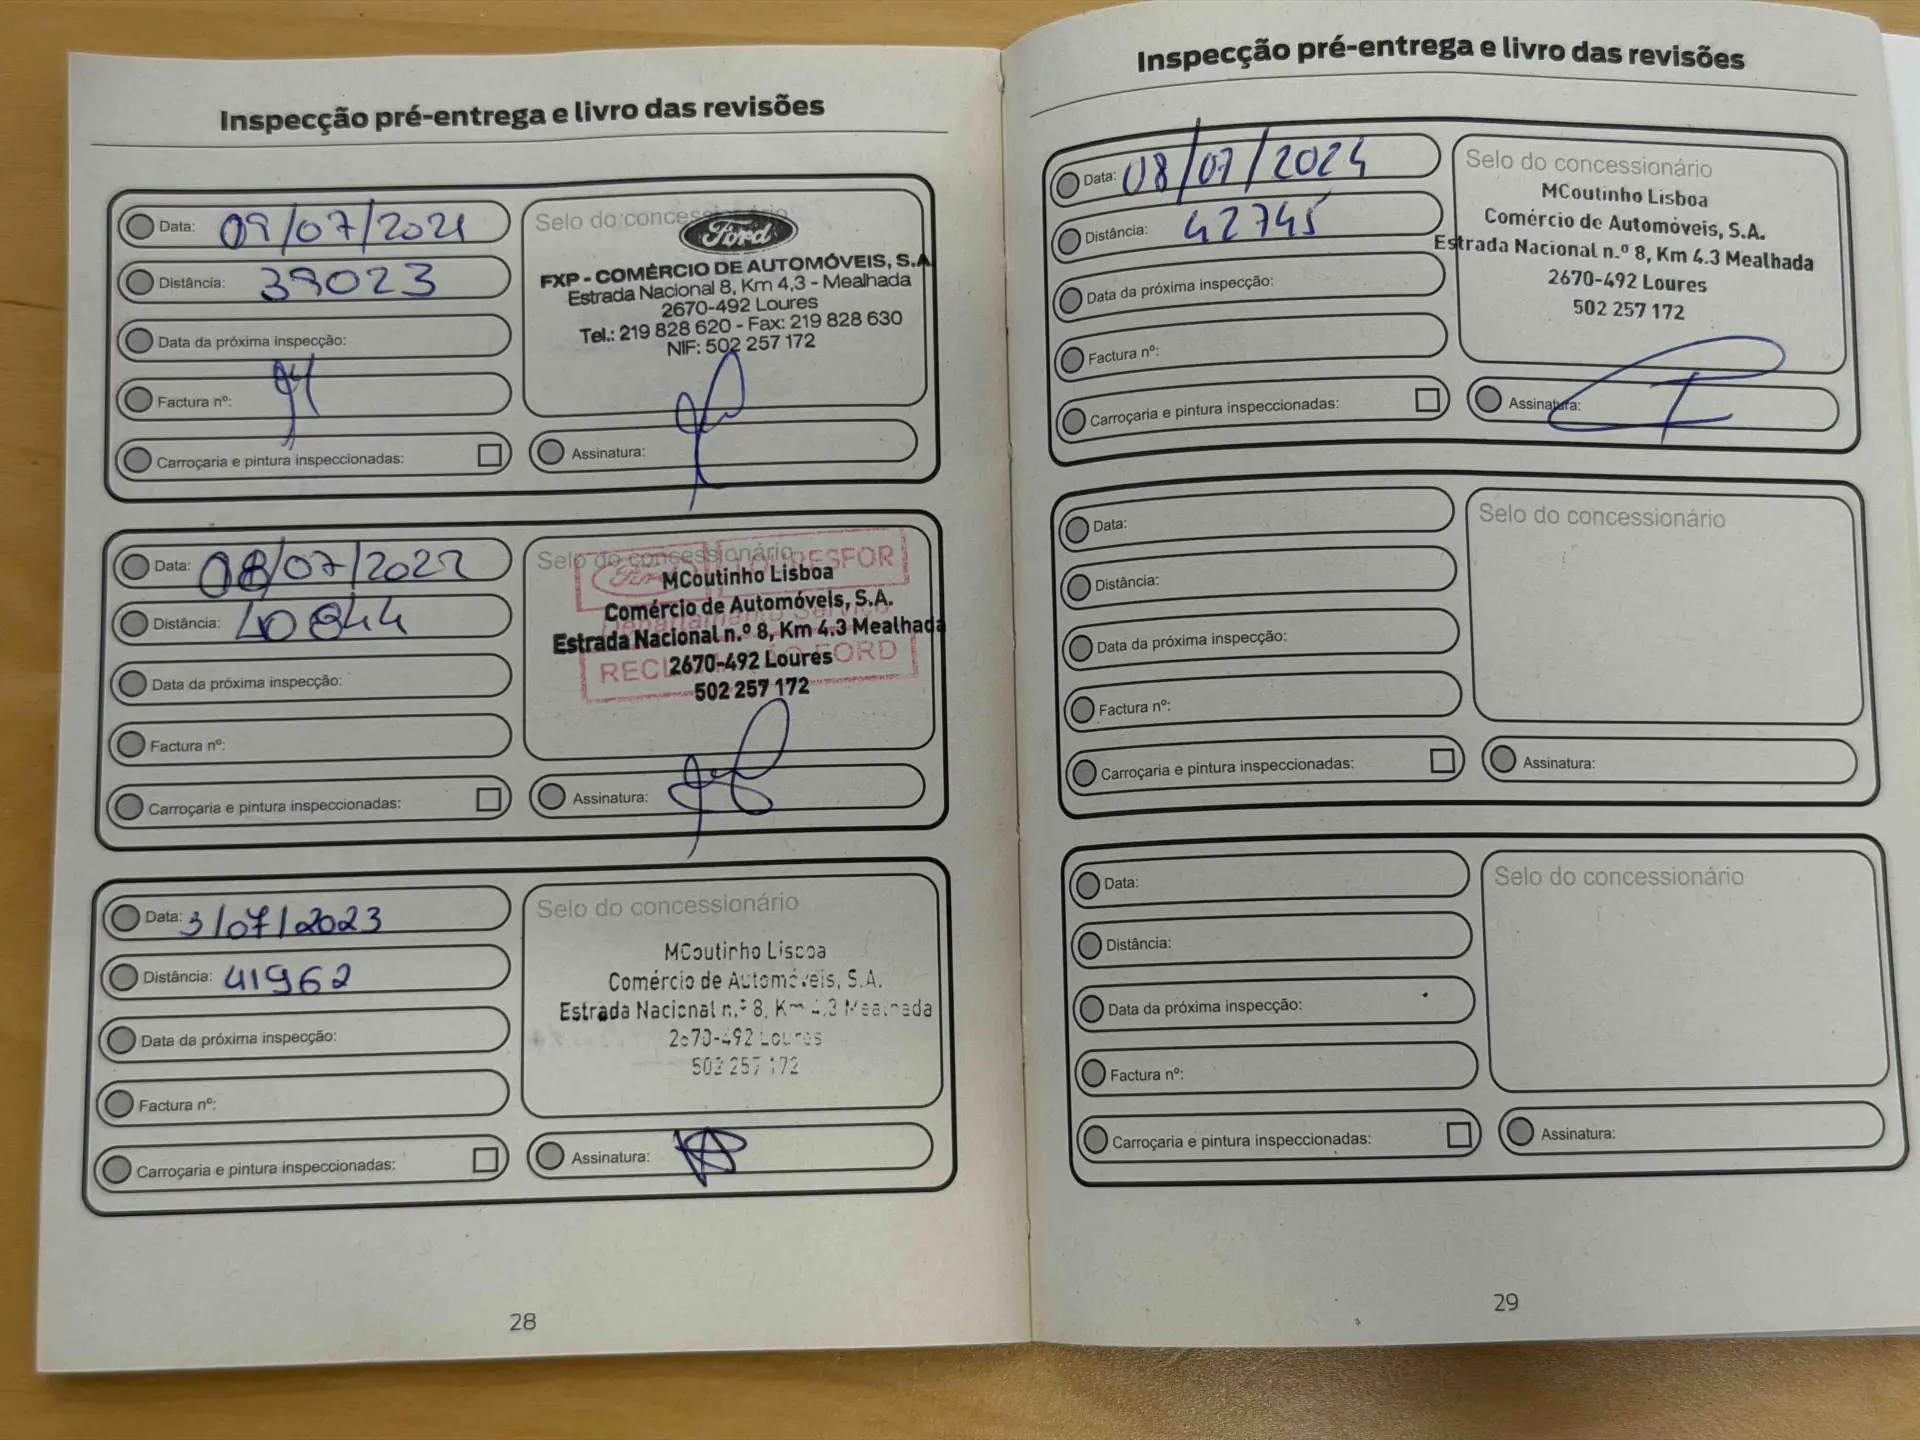 Inspecção pré-entrega e livro das revisões
Data: 09/07/2021
Distância: 39023
Data da próxima inspecção:
Factura nº:
Carroçaria e pintura inspeccionadas:
Selo do concessionário
Ford
FXP - COMÉRCIO DE AUTOMÓVEIS, S.A.
Estrada Nacional 8, Km 4,3 - Mealhada
2670-492 Loures
Tel.: 219 828 620 - Fax: 219 828 630
NIF: 502 257 172
Assinatura:
Data: 08/07/2022
Distância: 40844
Data da próxima inspecção:
Factura nº:
Carroçaria e pintura inspeccionadas:
Selo do concessionário
MCoutinho Lisboa
Comércio de Automóveis, S.A.
Estrada Nacional n.º 8, Km 4.3 Mealhada
2670-492 Loures
502 257 172
Assinatura:
Data: 3/07/2023
Distância: 41962
Data da próxima inspecção:
Factura nº:
Carroçaria e pintura inspeccionadas:
Selo do concessionário
MCoutinho Lisboa
Comércio de Automóveis, S.A.
Estrada Nacional n.º 8, Km 4.3 Mealhada
2670-492 Loures
502 257 172
Assinatura:
28
Inspecção pré-entrega e livro das revisões
Data: 08/07/2024
Distância: 42745
Data da próxima inspecção:
Factura nº:
Carroçaria e pintura inspeccionadas:
Selo do concessionário
MCoutinho Lisboa
Comércio de Automóveis, S.A.
Estrada Nacional n.º 8, Km 4.3 Mealhada
2670-492 Loures
502 257 172
Assinatura:
Data:
Distância:
Data da próxima inspecção:
Factura nº:
Carroçaria e pintura inspeccionadas:
Selo do concessionário
Assinatura:
Data:
Distância:
Data da próxima inspecção:
Factura nº:
Carroçaria e pintura inspeccionadas:
Selo do concessionário
Assinatura:
29